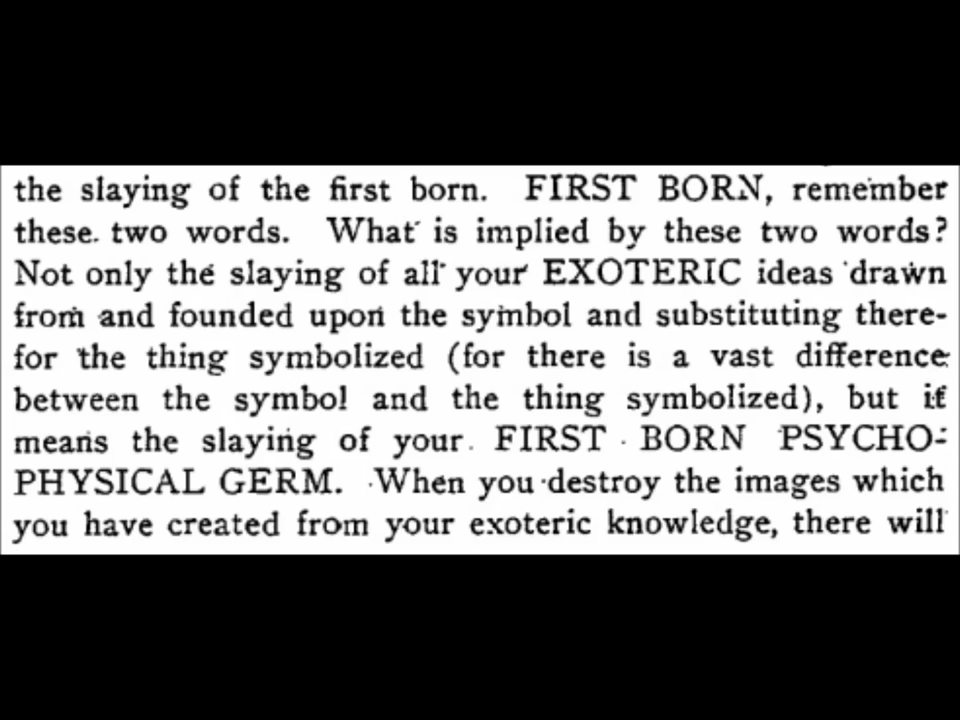 the slaying of the first born. FIRST BORN, remember
these two words. What is implied by these two words?
Not only the slaying of all your EXOTERIC ideas drawn
from and founded upon the symbol and substituting there-
for the thing symbolized (for there is a vast difference
between the symbol and the thing symbolized), but it
means the slaying of your FIRST BORN PSYCHO-
PHYSICAL GERM. When you destroy the images which
you have created from your exoteric knowledge, there will